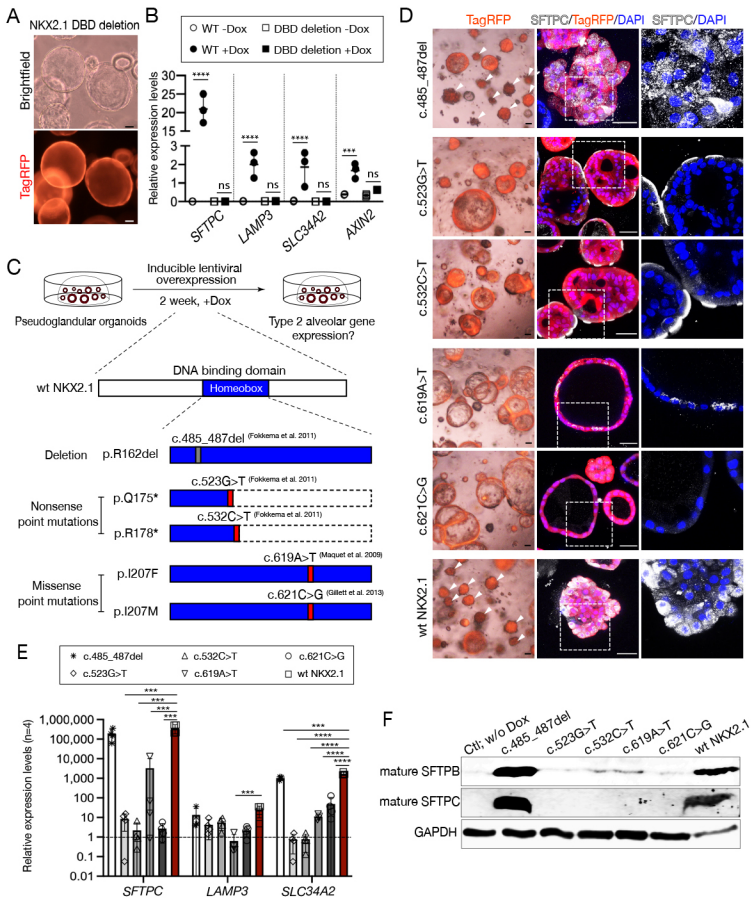 A
NKX2.1 DBD deletion
Brightfield
TagRFP
B
WT -Dox
DBD deletion -Dox
WT +Dox
DBD deletion +Dox
Relative expression levels
30
25
20
15
10
3
2
1
0
****
ns
****
ns
****
ns
***
ns
SFTPC
LAMP3
SLC34A2
AXIN2
C
Inducible lentiviral
overexpression
2 week, +Dox
Pseudoglandular organoids
Type 2 alveolar gene
expression?
DNA binding domain
wt NKX2.1
Homeobox
c.485_487del (Fokkema et al. 2011)
Deletion
p.R162del
c.523G>T (Fokkema et al. 2011)
Nonsense
point mutations
p.Q175*
c.532C>T (Fokkema et al. 2011)
p.R178*
c.619A>T (Maquet et al. 2009)
Missense
point mutations
p.I207F
c.621C>G (Gillett et al. 2013)
p.I207M
D
TagRFP
SFTPC/TagRFP/DAPI
SFTPC/DAPI
c.485_487del
c.523G>T
c.532C>T
c.619A>T
c.621C>G
wt NKX2.1
E
c.485_487del
c.532C>T
c.621C>G
c.523G>T
c.619A>T
wt NKX2.1
Relative expression levels (n=4)
1,000,000
100,000
10,000
1,000
100
10
1
0.1
0.01
***
***
***
***
***
***
****
****
****
****
SFTPC
LAMP3
SLC34A2
F
Ctl; w/o Dox
c.485_487del
c.523G>T
c.532C>T
c.619A>T
c.621C>G
wt NKX2.1
mature SFTPB
mature SFTPC
GAPDH